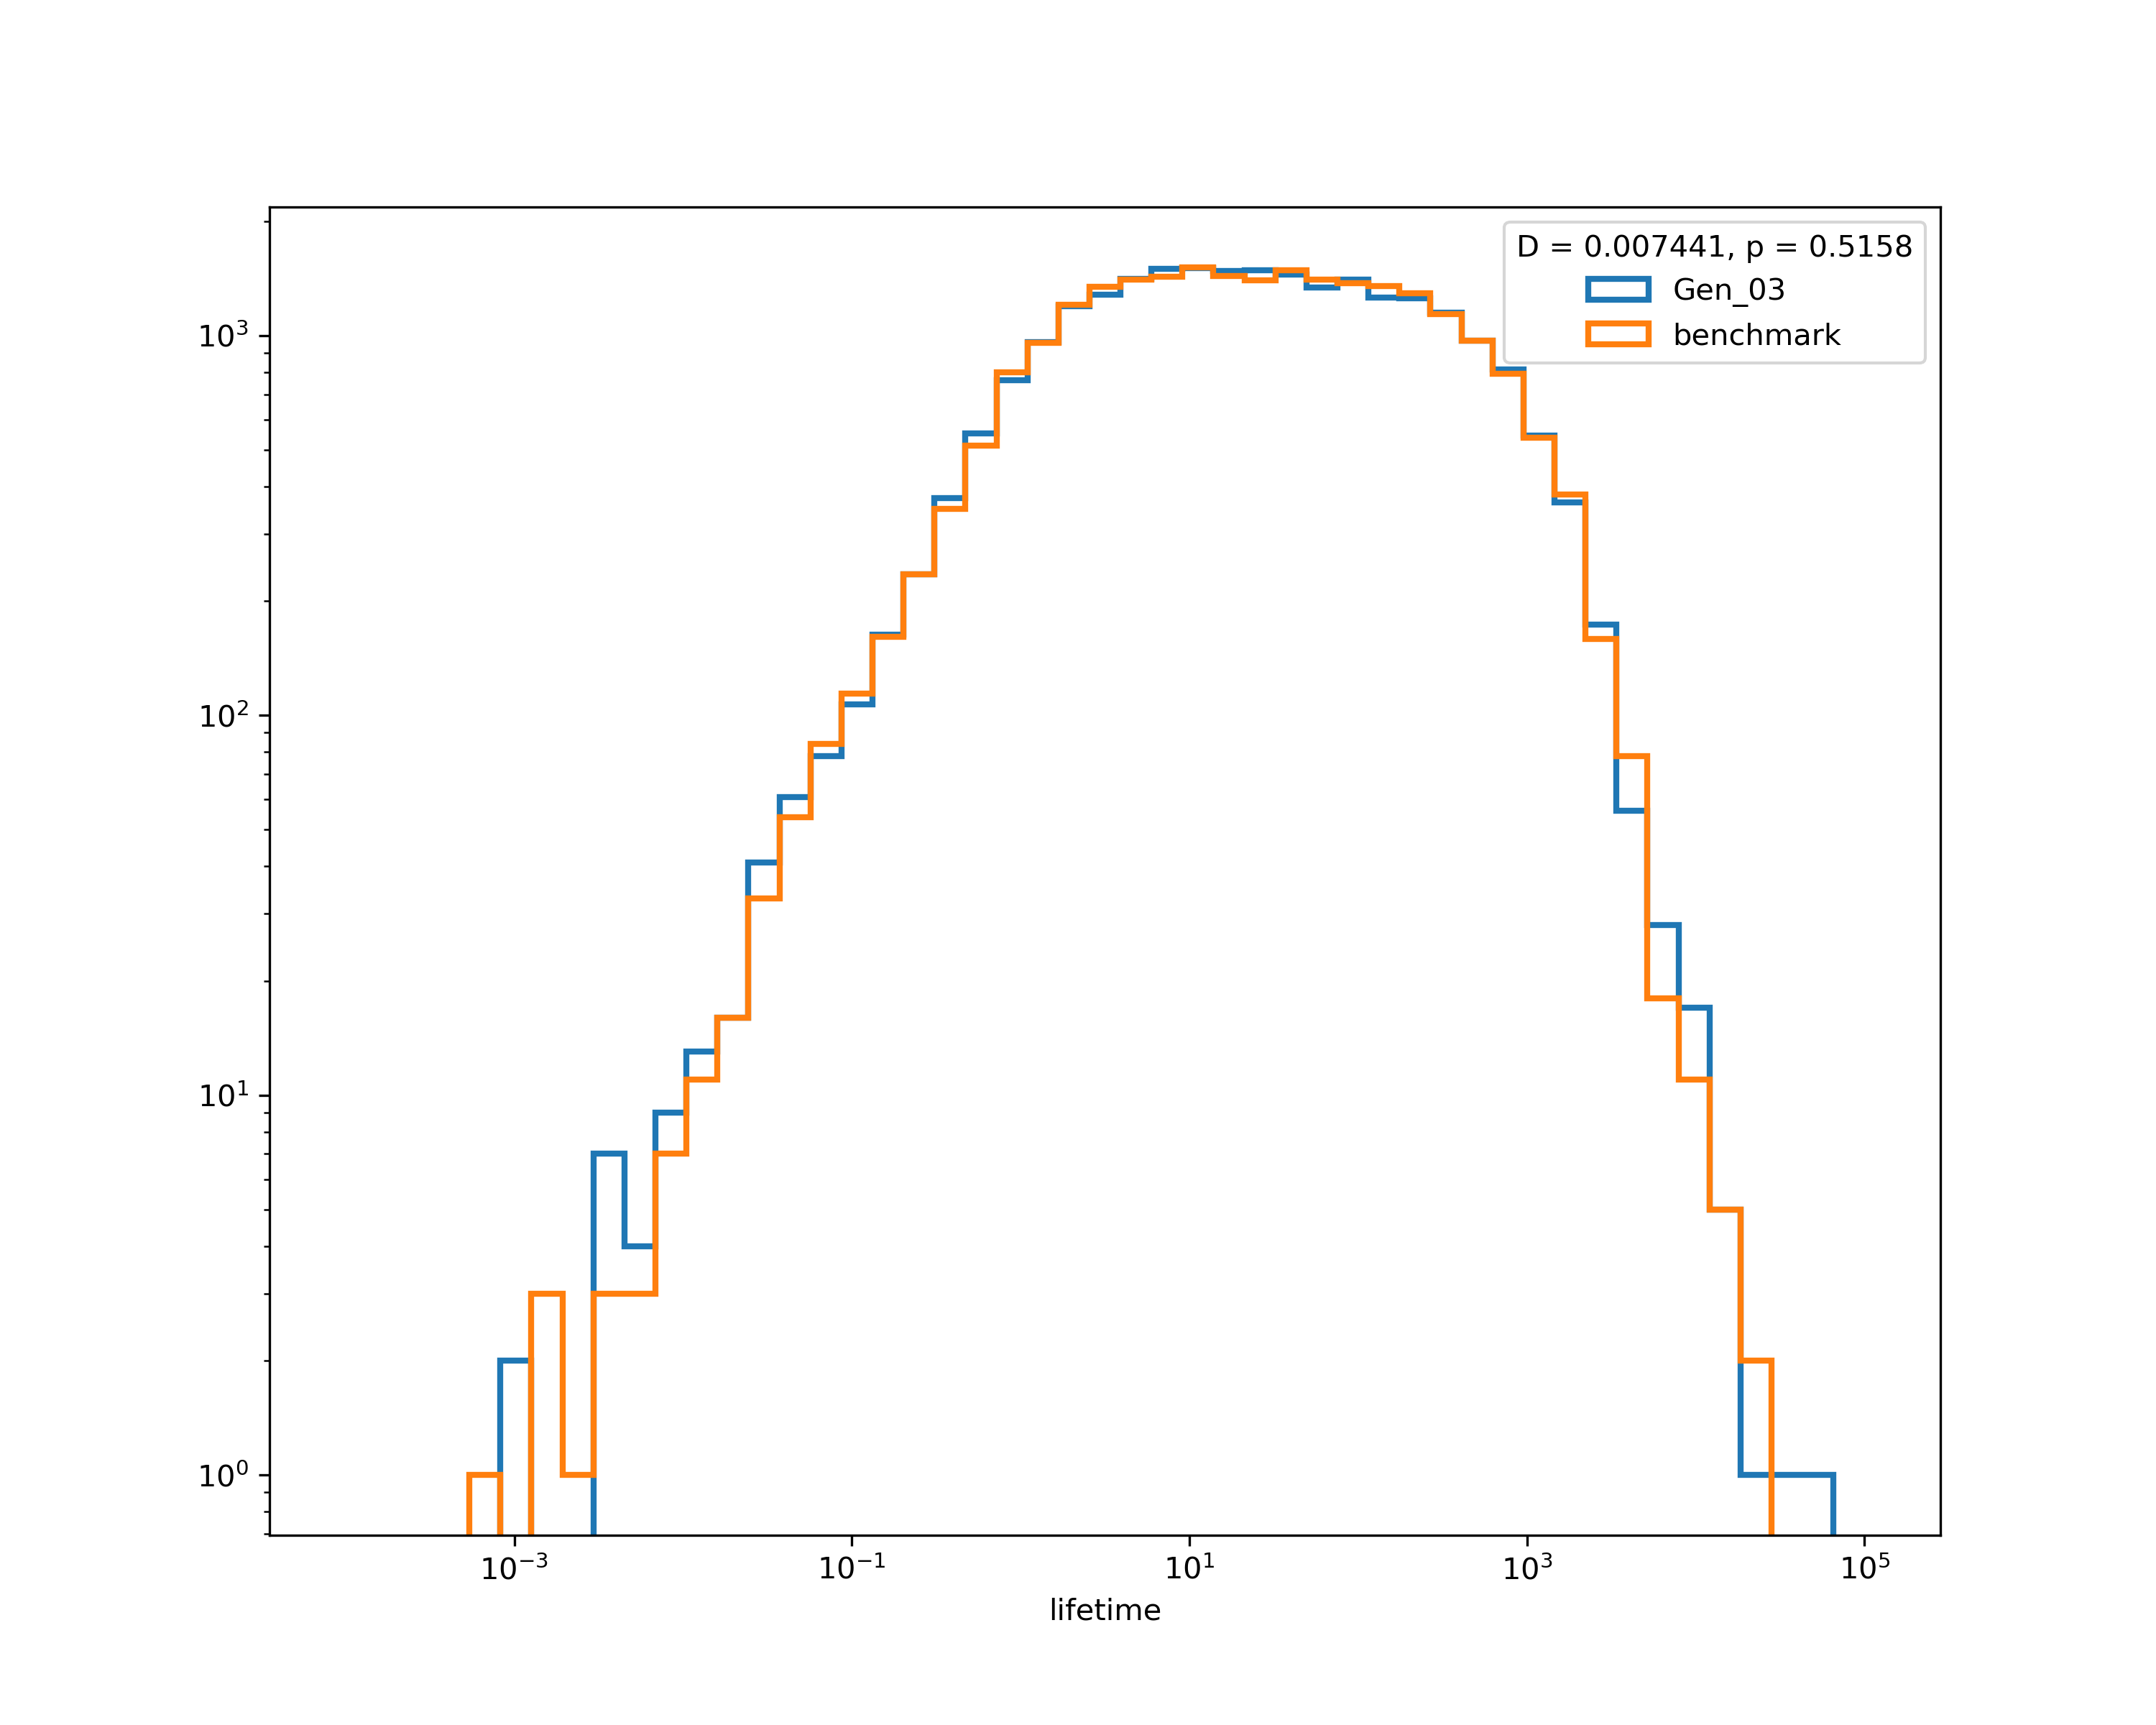 D = 0.007441, p = 0.5158
Gen_03
benchmark
10³
10²
10¹
10⁰
10⁻³ 10⁻¹ 10¹ 10³ 10⁵
lifetime